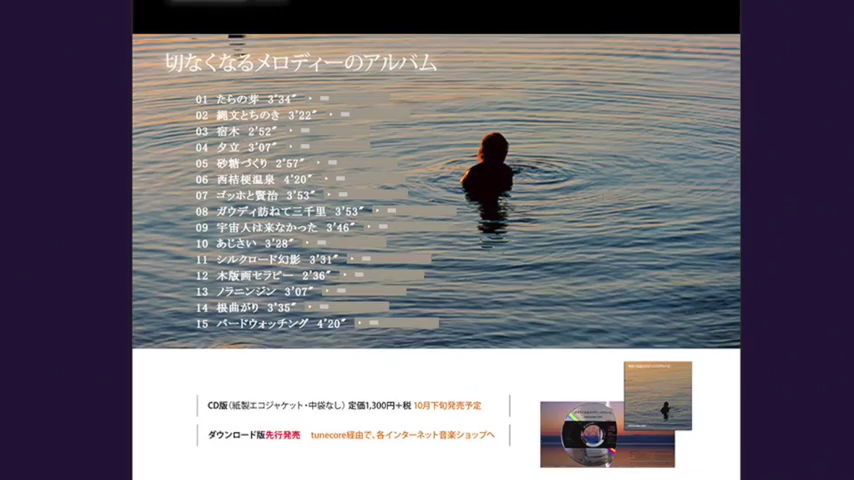 切なくなるメロディーのアルバム
01 たらの芽 3'34"
02 縄文とちのき 3'22"
03 宿木 2'52"
04 夕立 3'07"
05 砂糖づくり 2'57"
06 西桔梗温泉 4'20"
07 ゴッホと賢治 3'53"
08 ガウディ訪ねて三千里 3'53"
09 宇宙人は来なかった 3'46"
10 あじさい 3'28"
11 シルクロード幻影 3'31"
12 木版画セラピー 2'36"
13 ノラニンジン 3'07"
14 根曲がり 3'35"
15 バードウォッチング 4'20"
CD版(紙製エコジャケット・中袋なし) 定価1,300円+税 10月下旬発売予定
ダウンロード版先行発売 tunecore経由で、各インターネット音楽ショップへ